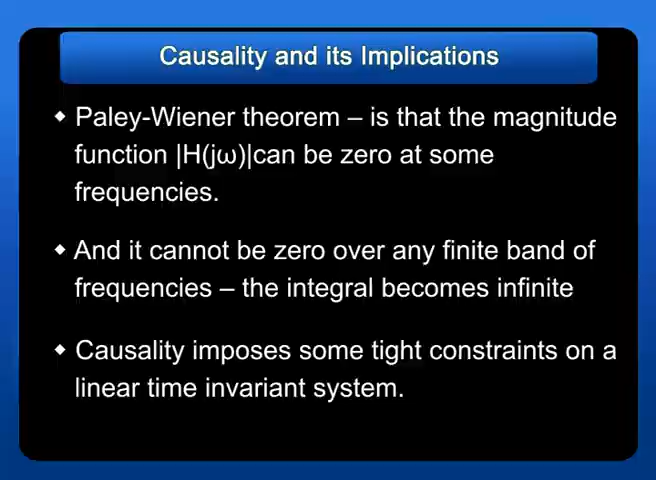 Causality and its Implications
◆ Paley-Wiener theorem – is that the magnitude
function |H(jω)|can be zero at some
frequencies.
◆ And it cannot be zero over any finite band of
frequencies – the integral becomes infinite
◆ Causality imposes some tight constraints on a
linear time invariant system.